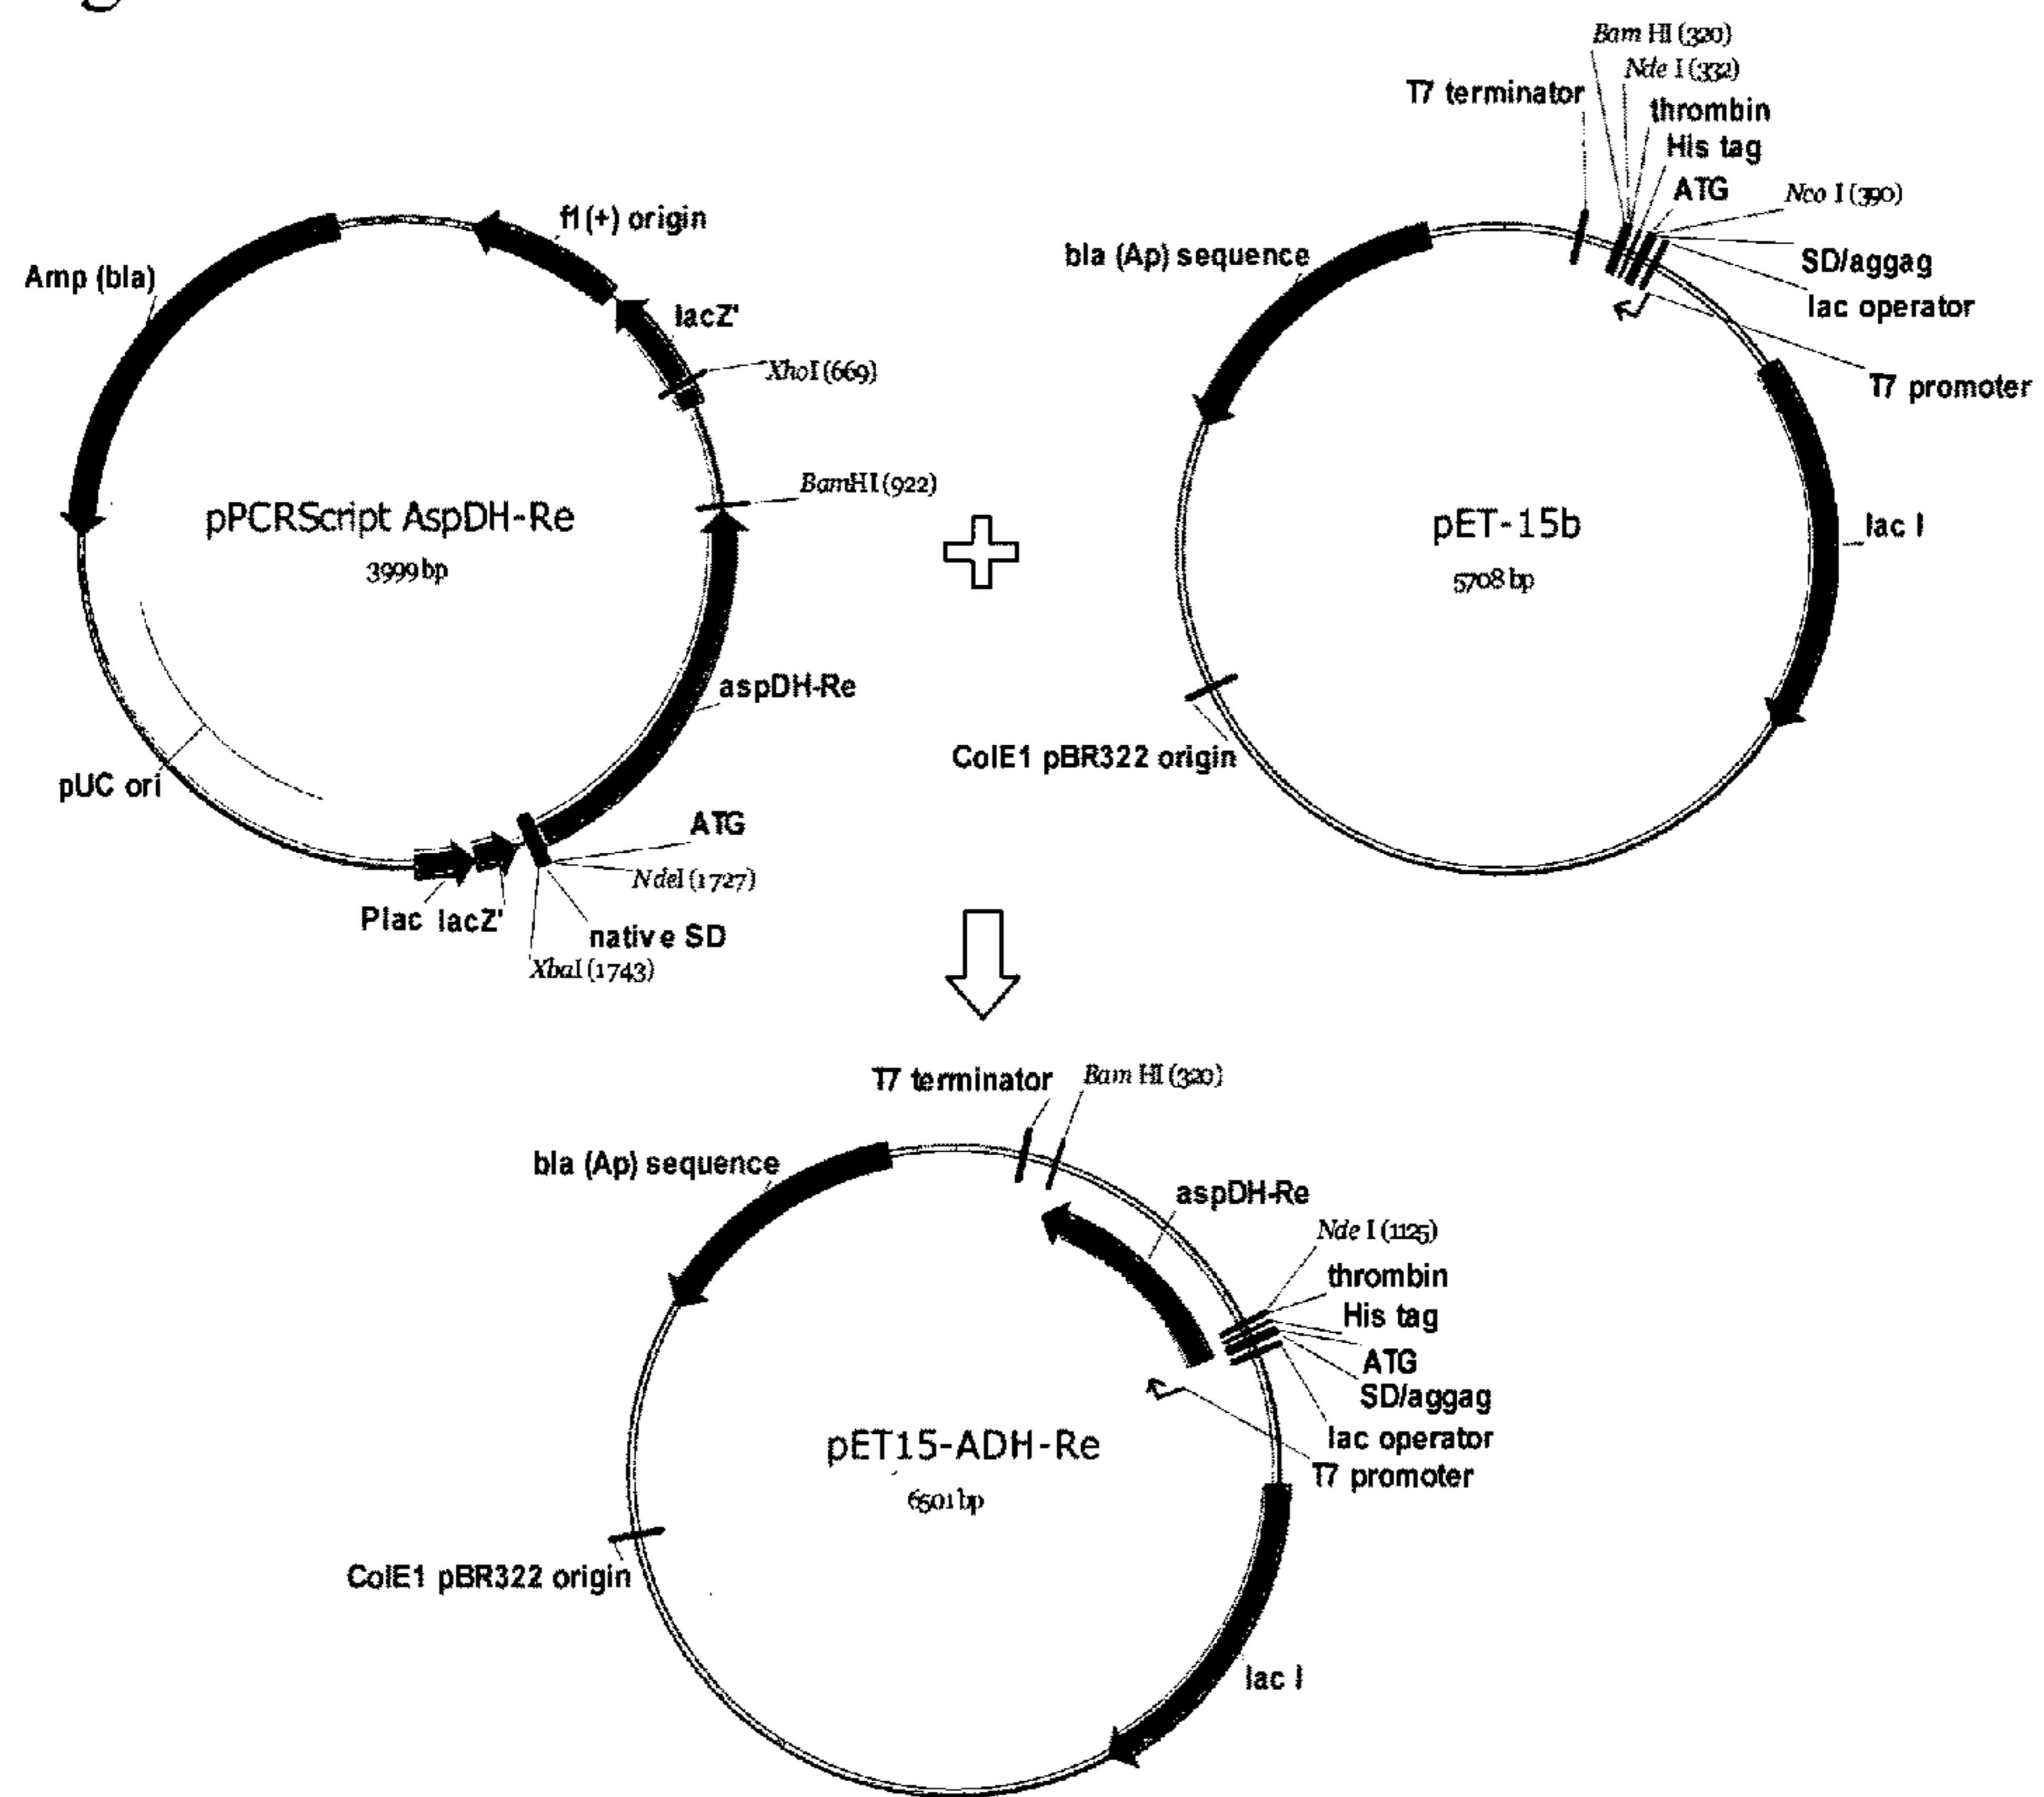 f1(+) origin
Amp (bla)
lacZ'
XhoI (669)
BamHI (922)
pPCRScript AspDH-Re
3999 bp
aspDH-Re
pUC ori
ATG
NdeI (1727)
Plac lacZ'
native SD
XbaI (1743)
Bam HI (320)
Nde I (332)
T7 terminator
thrombin
His tag
ATG
Nco I (390)
bla (Ap) sequence
SD/aggag
lac operator
T7 promoter
pET-15b
5708 bp
lac I
ColE1 pBR322 origin
T7 terminator
Bam HI (320)
bla (Ap) sequence
aspDH-Re
Nde I (1125)
thrombin
His tag
ATG
SD/aggag
lac operator
T7 promoter
pET15-ADH-Re
6501 bp
ColE1 pBR322 origin
lac I